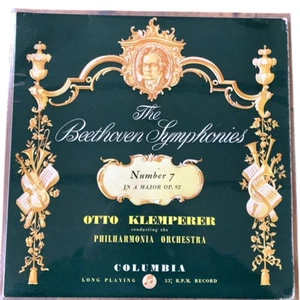 The
Beethoven Symphonies
Number 7
IN A MAJOR OP. 92
OTTO KLEMPERER
conducting the
PHILHARMONIA ORCHESTRA
COLUMBIA
LONG PLAYING 33⅓ R.P.M. RECORD